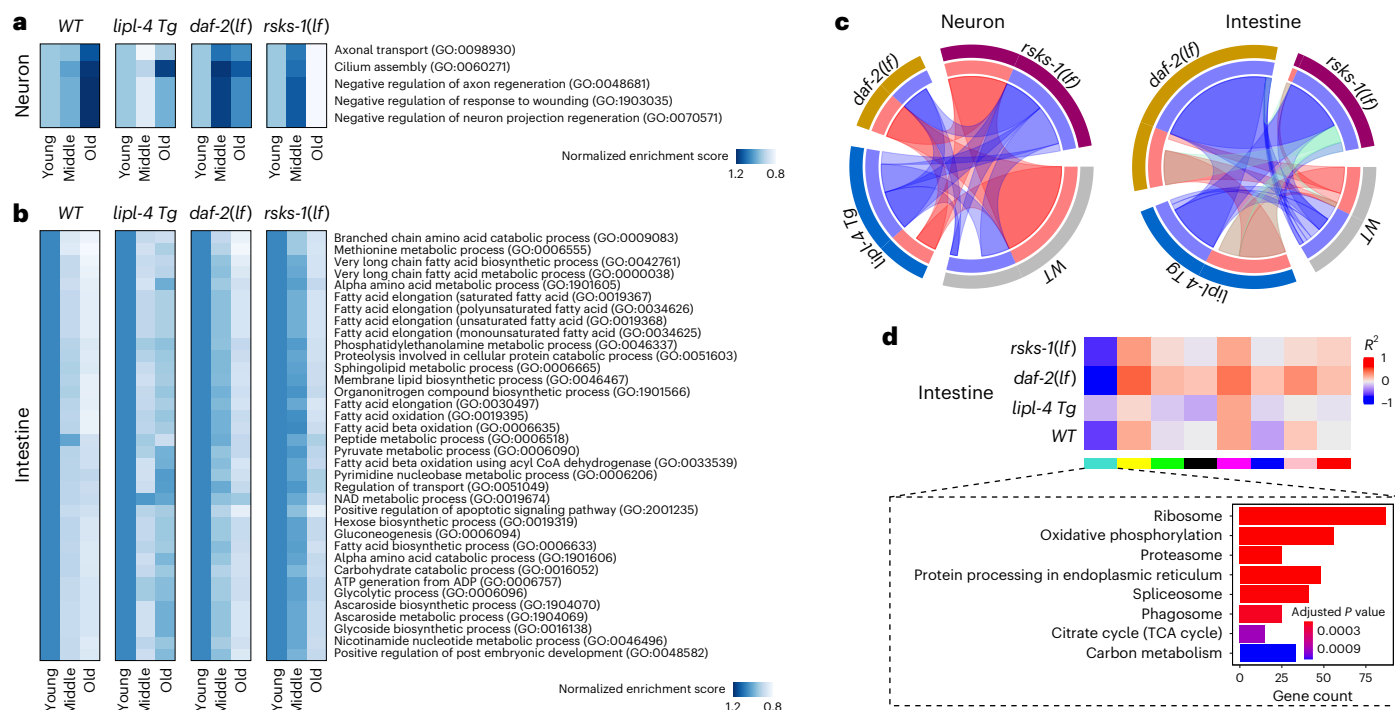 a
WT
lipl-4 Tg
daf-2(lf)
rsks-1(lf)
Neuron
Axonal transport (GO:0098930)
Cilium assembly (GO:0060271)
Negative regulation of axon regeneration (GO:0048681)
Negative regulation of response to wounding (GO:1903035)
Negative regulation of neuron projection regeneration (GO:0070571)
Young Middle Old
Young Middle Old
Young Middle Old
Young Middle Old
Normalized enrichment score
1.2 0.8
b
WT
lipl-4 Tg
daf-2(lf)
rsks-1(lf)
Intestine
Branched chain amino acid catabolic process (GO:0009083)
Methionine metabolic process (GO:0006555)
Very long chain fatty acid biosynthetic process (GO:0042761)
Very long chain fatty acid metabolic process (GO:0000038)
Alpha amino acid metabolic process (GO:1901605)
Fatty acid elongation (saturated fatty acid (GO:0019367)
Fatty acid elongation (polyunsaturated fatty acid (GO:0034626)
Fatty acid elongation (unsaturated fatty acid (GO:0019368)
Fatty acid elongation (monounsaturated fatty acid (GO:0034625)
Phosphatidylethanolamine metabolic process (GO:0046337)
Proteolysis involved in cellular protein catabolic process (GO:0051603)
Sphingolipid metabolic process (GO:0006665)
Membrane lipid biosynthetic process (GO:0046467)
Organonitrogen compound biosynthetic process (GO:1901566)
Fatty acid elongation (GO:0030497)
Fatty acid oxidation (GO:0019395)
Fatty acid beta oxidation (GO:0006635)
Peptide metabolic process (GO:0006518)
Pyruvate metabolic process (GO:0006090)
Fatty acid beta oxidation using acyl CoA dehydrogenase (GO:0033539)
Pyrimidine nucleobase metabolic process (GO:0006206)
Regulation of transport (GO:0051049)
NAD metabolic process (GO:0019674)
Positive regulation of apoptotic signaling pathway (GO:2001235)
Hexose biosynthetic process (GO:0019319)
Gluconeogenesis (GO:0006094)
Fatty acid biosynthetic process (GO:0006633)
Alpha amino acid catabolic process (GO:1901606)
Carbohydrate catabolic process (GO:0016052)
ATP generation from ADP (GO:0006757)
Glycolytic process (GO:0006096)
Ascaroside biosynthetic process (GO:1904070)
Ascaroside metabolic process (GO:1904069)
Glycoside biosynthetic process (GO:0016138)
Nicotinamide nucleotide metabolic process (GO:0046496)
Positive regulation of post embryonic development (GO:0048582)
Young Middle Old
Young Middle Old
Young Middle Old
Young Middle Old
Normalized enrichment score
1.2 0.8
c
Neuron
daf-2(lf)
rsks-1(lf)
lipl-4 Tg
WT
Intestine
daf-2(lf)
rsks-1(lf)
lipl-4 Tg
WT
d
Intestine
rsks-1(lf)
daf-2(lf)
lipl-4 Tg
WT
R2
1
0
–1
Ribosome
Oxidative phosphorylation
Proteasome
Protein processing in endoplasmic reticulum
Spliceosome
Phagosome
Citrate cycle (TCA cycle)
Carbon metabolism
Adjusted P value
0.0003
0.0009
0 25 50 75
Gene count